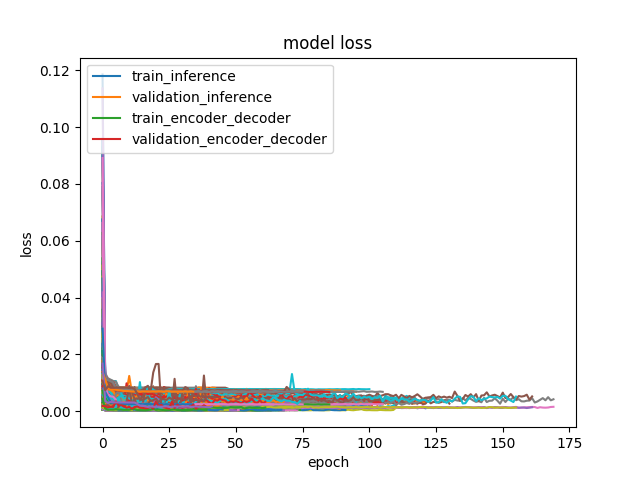 model loss
train_inference
validation_inference
train_encoder_decoder
validation_encoder_decoder
0.12
0.10
0.08
0.06
0.04
0.02
0.00
loss
0 25 50 75 100 125 150 175
epoch